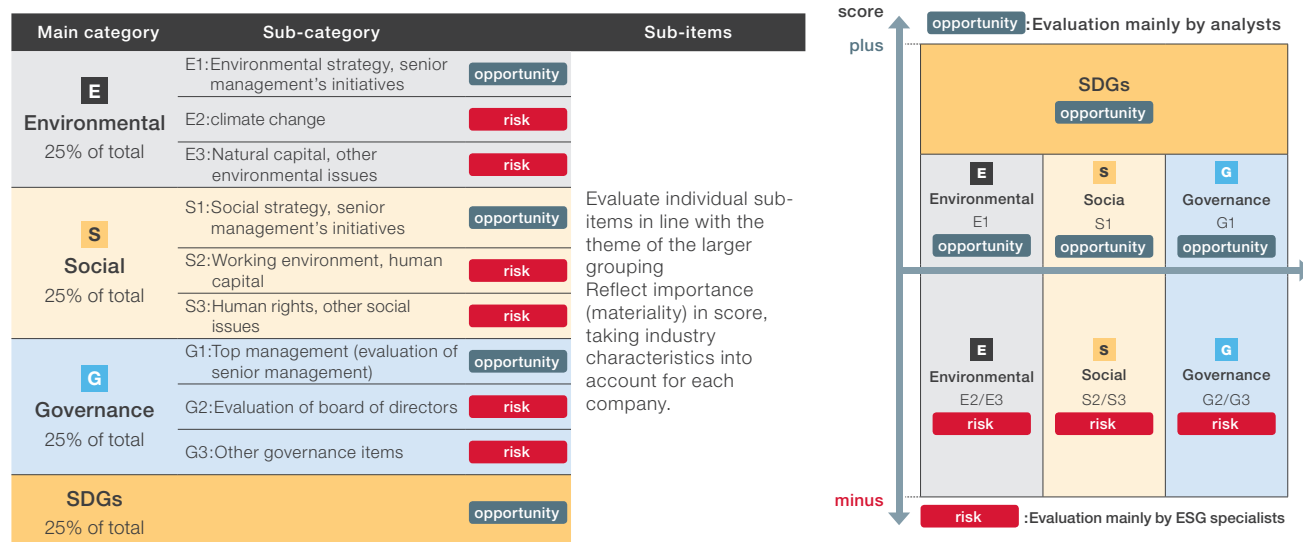 Main category
Sub-category
Sub-items
E
Environmental
25% of total
E1:Environmental strategy, senior
management's initiatives
opportunity
E2:climate change
risk
E3:Natural capital, other
environmental issues
risk
S
Social
25% of total
S1:Social strategy, senior
management's initiatives
opportunity
S2:Working environment, human
capital
risk
S3:Human rights, other social
issues
risk
G
Governance
25% of total
G1:Top management (evaluation of
senior management)
opportunity
G2:Evaluation of board of directors
risk
G3:Other governance items
risk
SDGs
25% of total
opportunity
Evaluate individual sub-
items in line with the
theme of the larger
grouping
Reflect importance
(materiality) in score,
taking industry
characteristics into
account for each
company.
score
plus
opportunity :Evaluation mainly by analysts
SDGs
opportunity
E
Environmental
E1
opportunity
S
Socia
S1
opportunity
G
Governance
G1
opportunity
E
Environmental
E2/E3
risk
S
Social
S2/S3
risk
G
Governance
G2/G3
risk
minus
risk :Evaluation mainly by ESG specialists